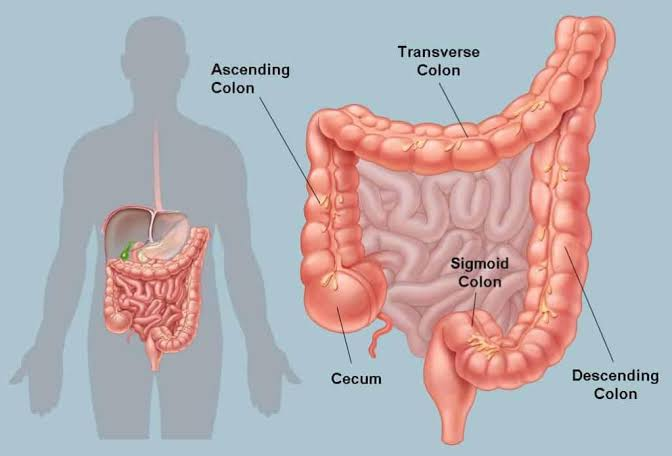 Transverse
Colon
Ascending
Colon
Sigmoid
Colon
Cecum
Descending
Colon